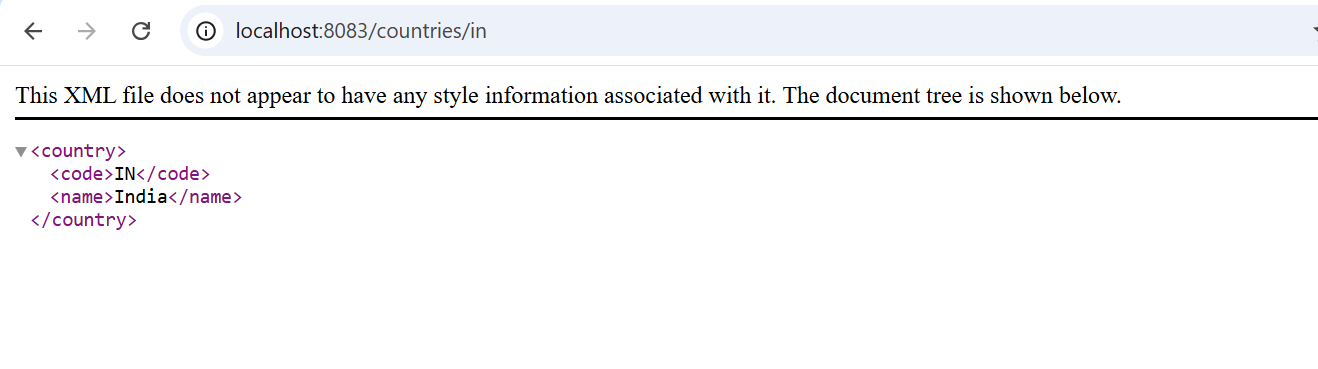 localhost:8083/countries/in
This XML file does not appear to have any style information associated with it. The document tree is shown below.
<country>
<code>IN</code>
<name>India</name>
</country>